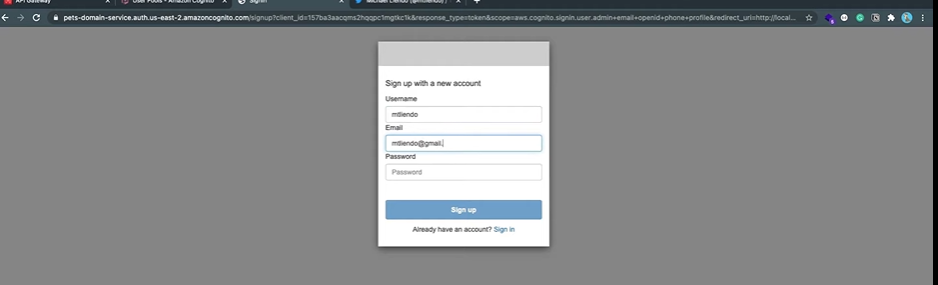 API Gateway
User Pools - Amazon Cognito
Signin
Michael Liendo (@mtliendo) /
pets-domain-service.auth.us-east-2.amazoncognito.com/signup?client_id=157ba3aacqms2hqqpc1mgtkc1k&response_type=token&scope=aws.cognito.signin.user.admin+email+openid+phone+profile&redirect_uri=http://local...
Sign up with a new account
Username
mtliendo
Email
mtliendo@gmail.
Password
Password
Sign up
Already have an account? Sign in